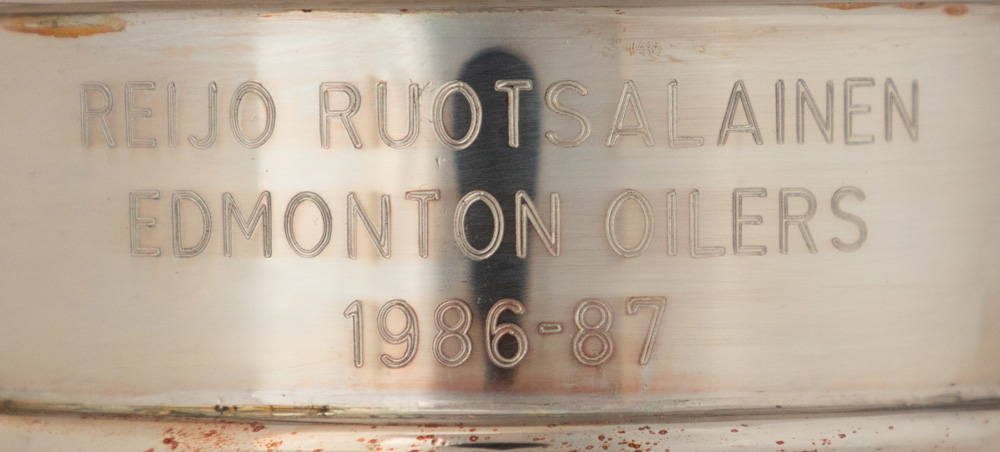 REIJO RUOTSALAINEN
EDMONTON OILERS
1986-87